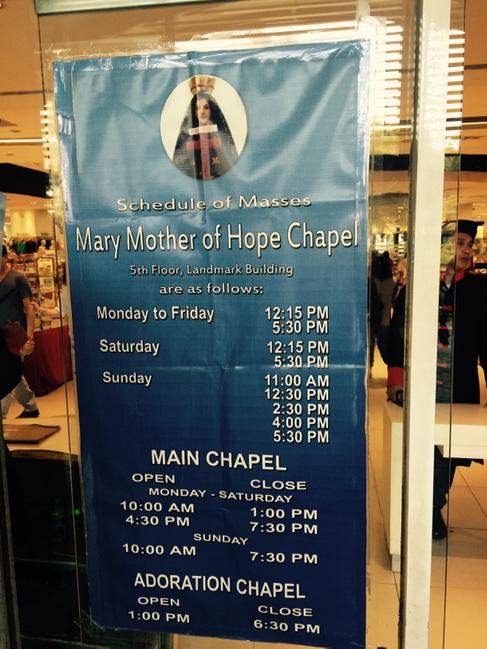 Schedule of Masses
Mary Mother of Hope Chapel
5th Floor, Landmark Building
are as follows:
Monday to Friday 12:15 PM
5:30 PM
Saturday 12:15 PM
5:30 PM
Sunday 11:00 AM
12:30 PM
2:30 PM
4:00 PM
5:30 PM
MAIN CHAPEL
OPEN CLOSE
MONDAY - SATURDAY
10:00 AM 1:00 PM
4:30 PM 7:30 PM
SUNDAY
10:00 AM 7:30 PM
ADORATION CHAPEL
OPEN CLOSE
1:00 PM 6:30 PM